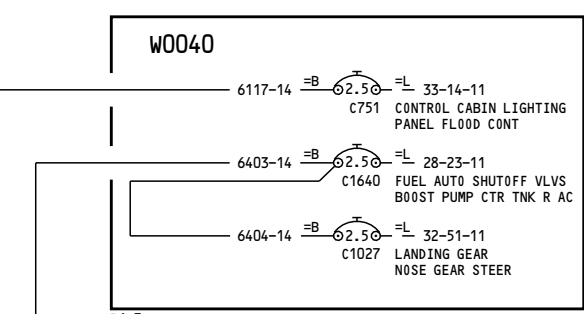 W0040
6117-14 =B 2.5 =L 33-14-11
C751 CONTROL CABIN LIGHTING
PANEL FLOOD CONT
6403-14 =B 2.5 =L 28-23-11
C1640 FUEL AUTO SHUTOFF VLVS
BOOST PUMP CTR TNK R AC
6404-14 =B 2.5 =L 32-51-11
C1027 LANDING GEAR
NOSE GEAR STEER